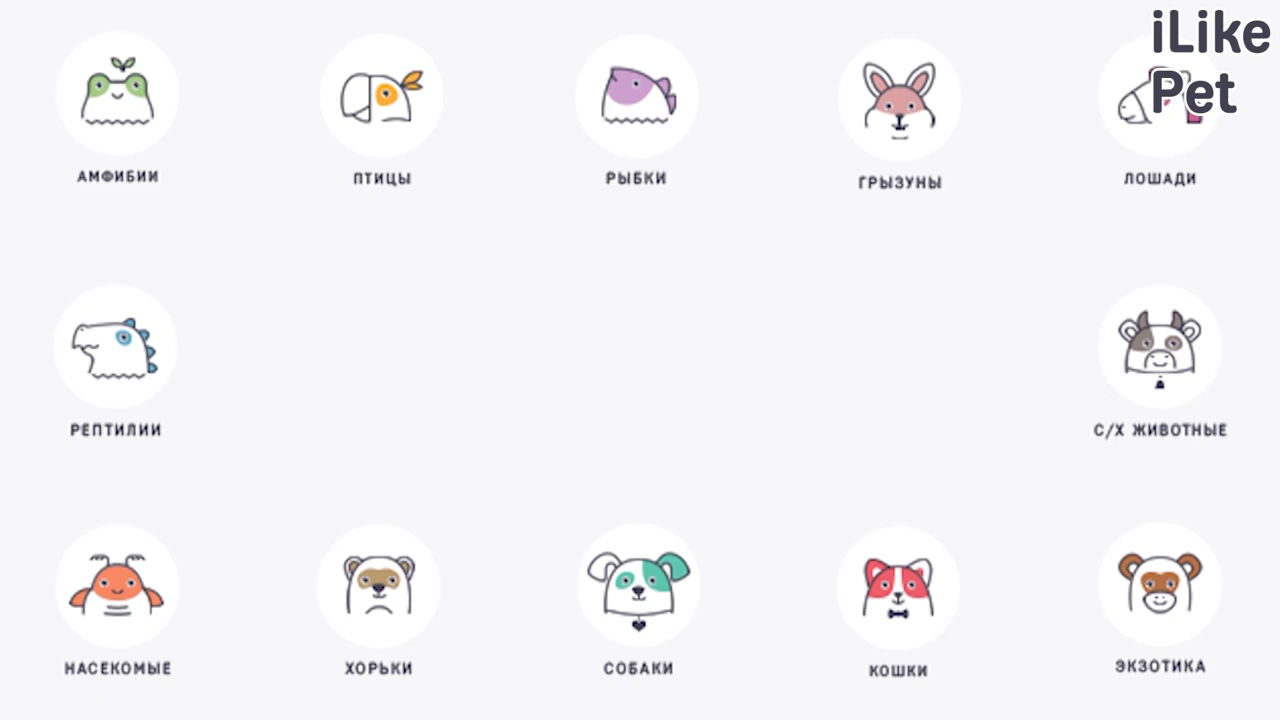 iLike
Pet
АМФИБИИ
ПТИЦЫ
РЫБКИ
ГРЫЗУНЫ
ЛОШАДИ
РЕПТИЛИИ
С/Х ЖИВОТНЫЕ
НАСЕКОМЫЕ
ХОРЬКИ
СОБАКИ
КОШКИ
ЭКЗОТИКА